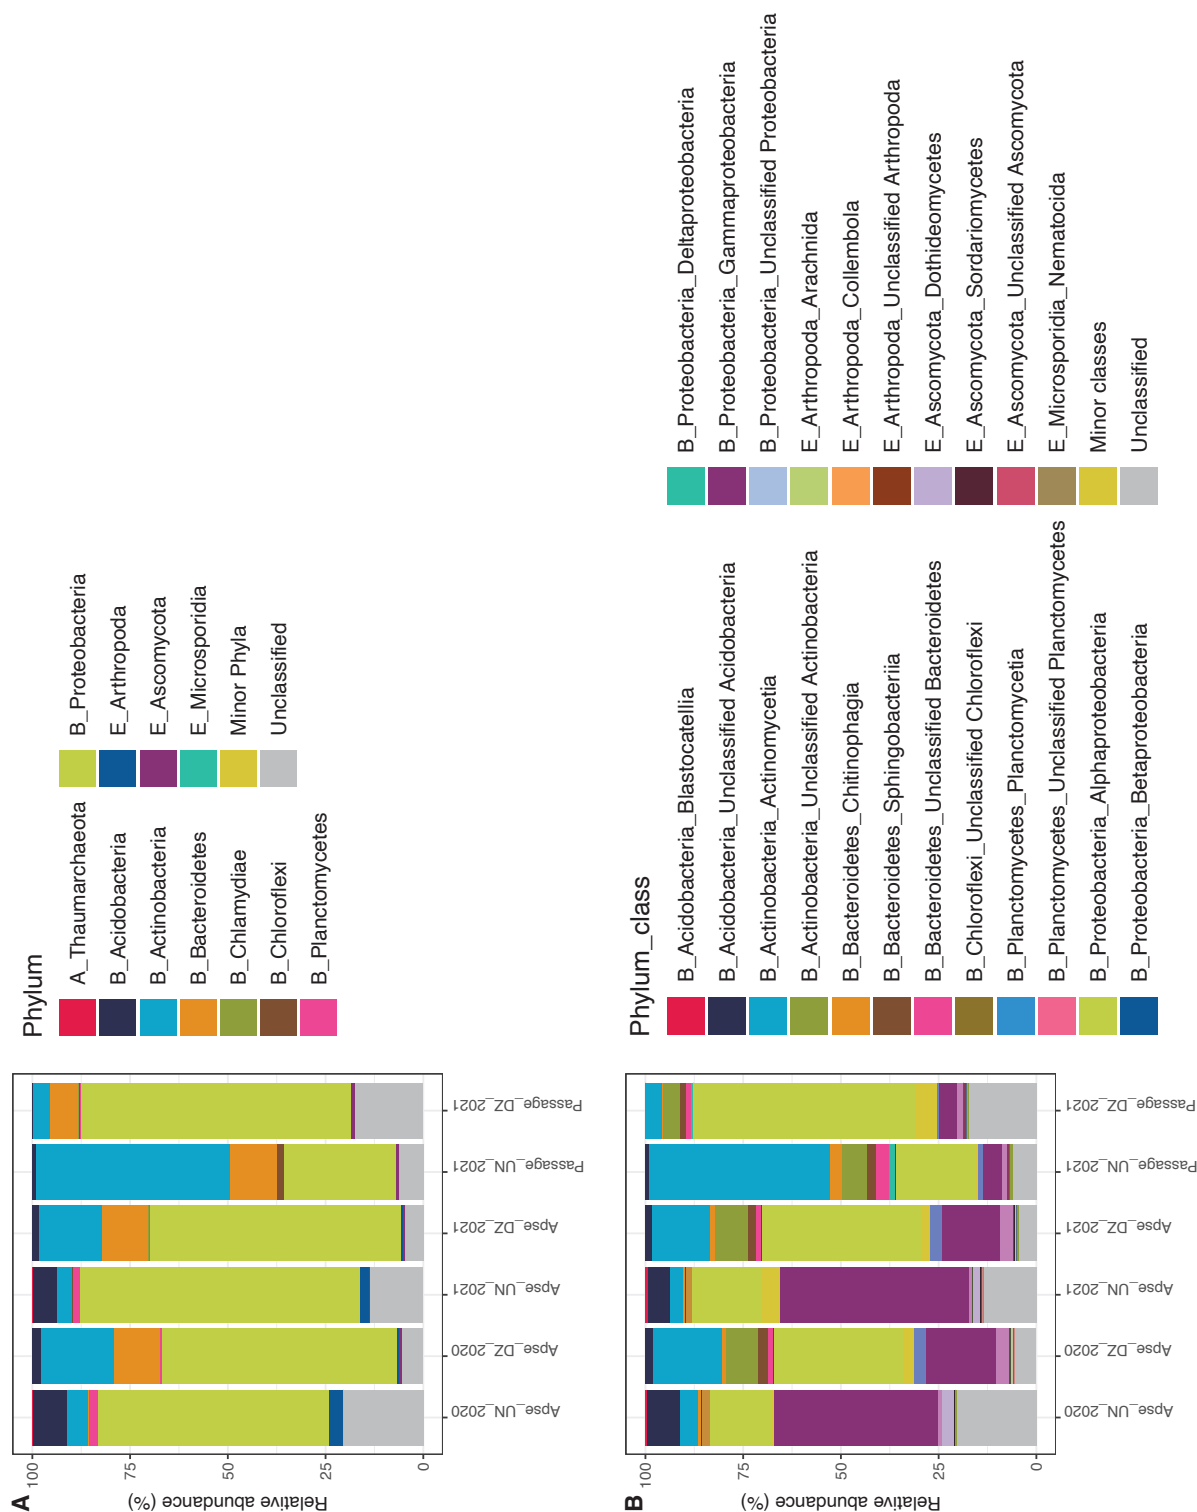 A
Relative abundance (%)
100
75
50
25
0
Apse_UN_2020
Apse_DZ_2020
Apse_UN_2021
Apse_DZ_2021
Passage_UN_2021
Passage_DZ_2021
Phylum
A_Thaumarchaeota
B_Acidobacteria
B_Actinobacteria
B_Bacteroidetes
B_Chlamydiae
B_Chloroflexi
B_Planctomycetes
B_Proteobacteria
E_Arthropoda
E_Ascomycota
E_Microsporidia
Minor Phyla
Unclassified
B
Relative abundance (%)
100
75
50
25
0
Apse_UN_2020
Apse_DZ_2020
Apse_UN_2021
Apse_DZ_2021
Passage_UN_2021
Passage_DZ_2021
Phylum_class
B_Acidobacteria_Blastocatellia
B_Acidobacteria_Unclassified Acidobacteria
B_Actinobacteria_Actinomycetia
B_Actinobacteria_Unclassified Actinobacteria
B_Bacteroidetes_Chitinophagia
B_Bacteroidetes_Sphingobacteriia
B_Bacteroidetes_Unclassified Bacteroidetes
B_Chloroflexi_Unclassified Chloroflexi
B_Planctomycetes_Planctomycetia
B_Planctomycetes_Unclassified Planctomycetes
B_Proteobacteria_Alphaproteobacteria
B_Proteobacteria_Betaproteobacteria
B_Proteobacteria_Deltaproteobacteria
B_Proteobacteria_Gammaproteobacteria
B_Proteobacteria_Unclassified Proteobacteria
E_Arthropoda_Arachnida
E_Arthropoda_Collembola
E_Arthropoda_Unclassified Arthropoda
E_Ascomycota_Dothideomycetes
E_Ascomycota_Sordariomycetes
E_Ascomycota_Unclassified Ascomycota
E_Microsporidia_Nematocida
Minor classes
Unclassified